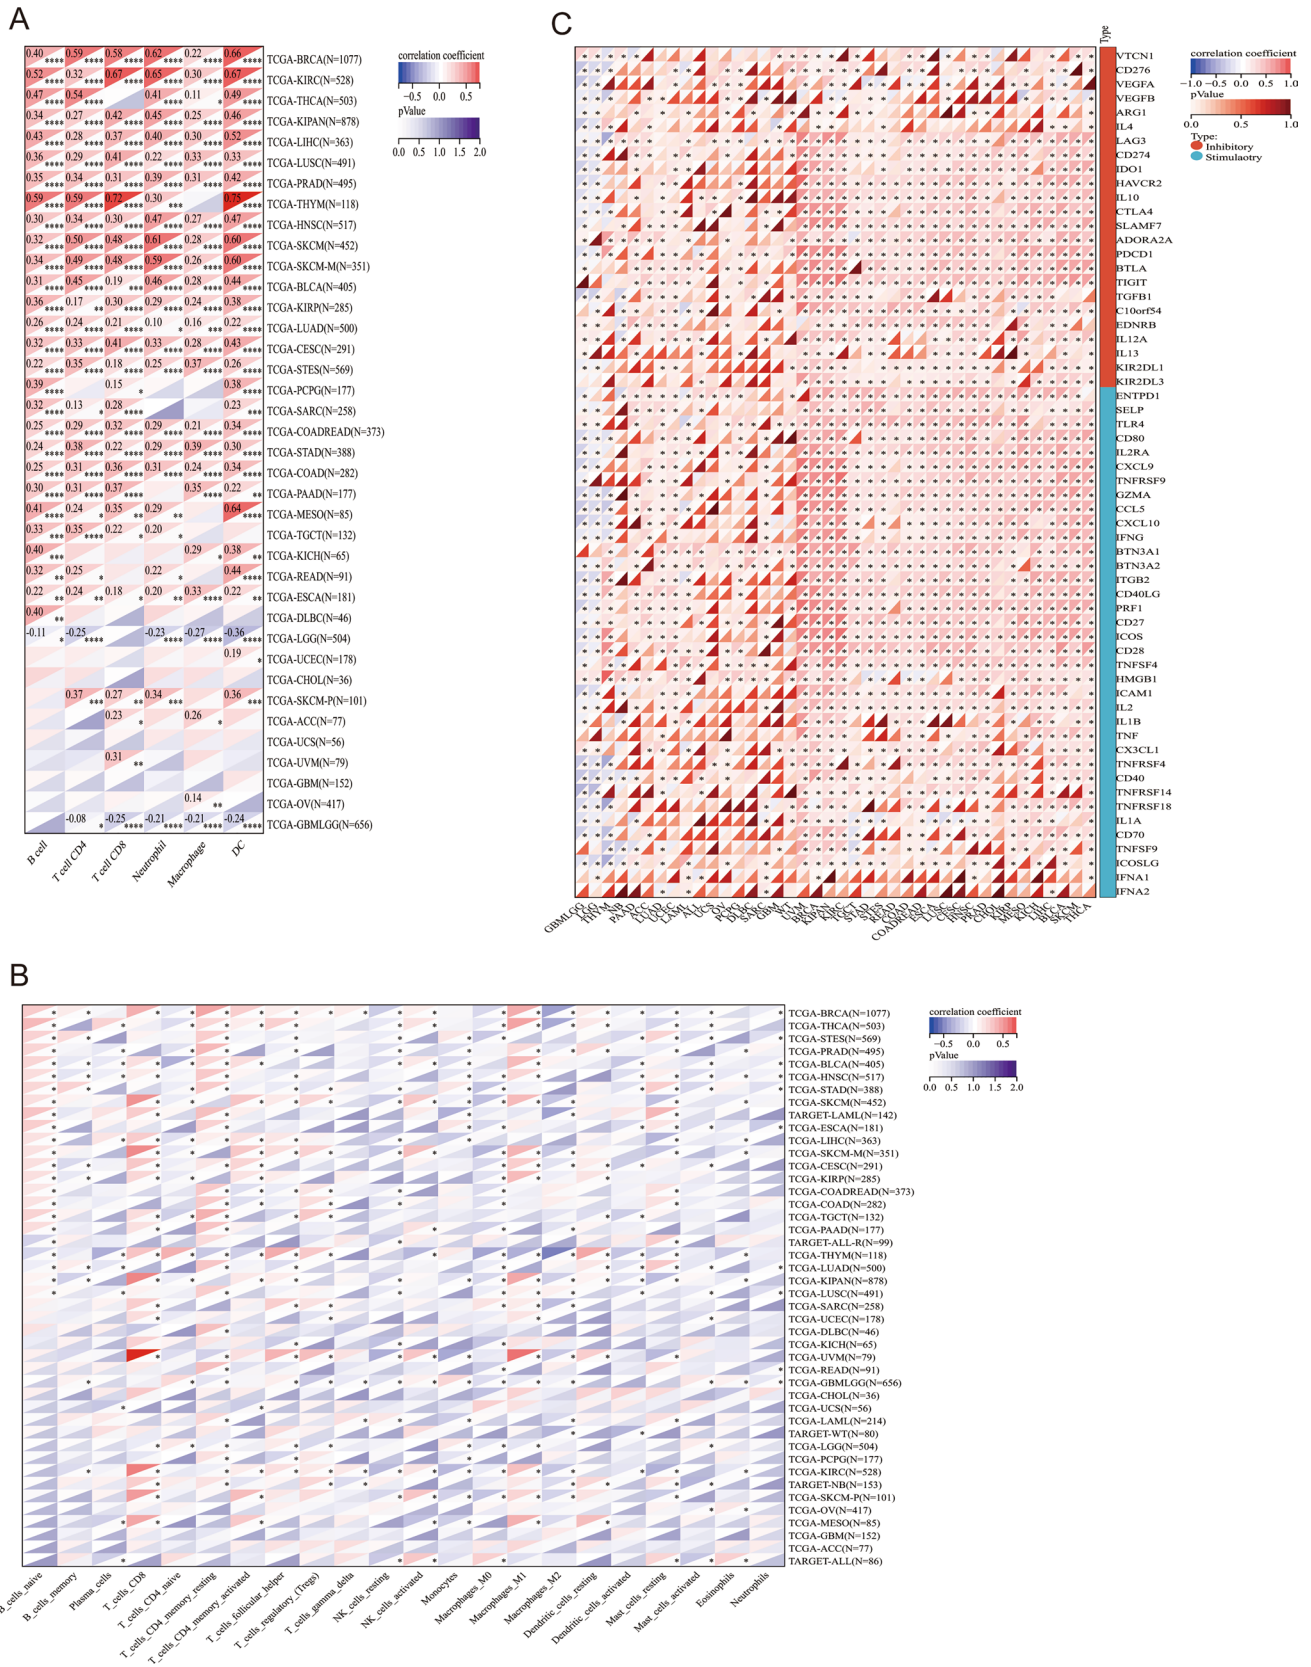 A
0.40 0.59 0.58 0.62 0.22 0.66 TCGA-BRCA(N=1077)
**** **** **** **** **** ****
0.52 0.32 0.67 0.65 0.30 0.67 TCGA-KIRC(N=528)
**** **** **** **** **** ****
0.47 0.54 0.41 0.11 0.49 TCGA-THCA(N=503)
**** **** **** * ****
0.34 0.27 0.42 0.45 0.25 0.46 TCGA-KIPAN(N=878)
**** **** **** **** **** ****
0.43 0.28 0.37 0.40 0.30 0.52 TCGA-LIHC(N=363)
**** **** **** **** **** ****
0.36 0.29 0.41 0.22 0.33 0.33 TCGA-LUSC(N=491)
**** **** **** **** **** ****
0.35 0.34 0.31 0.39 0.31 0.42 TCGA-PRAD(N=495)
**** **** **** **** **** ****
0.59 0.59 0.72 0.30 0.75 TCGA-THYM(N=118)
**** **** **** *** ****
0.30 0.34 0.30 0.47 0.27 0.47 TCGA-HNSC(N=517)
**** **** **** **** **** ****
0.32 0.50 0.48 0.61 0.28 0.60 TCGA-SKCM(N=452)
**** **** **** **** **** ****
0.34 0.49 0.48 0.59 0.26 0.60 TCGA-SKCM-M(N=351)
**** **** **** **** **** ****
0.31 0.45 0.19 0.46 0.28 0.44 TCGA-BLCA(N=405)
**** **** *** **** **** ****
0.36 0.17 0.30 0.29 0.24 0.38 TCGA-KIRP(N=285)
**** ** **** **** **** ****
0.26 0.24 0.21 0.10 0.16 0.22 TCGA-LUAD(N=500)
**** **** **** * *** ****
0.32 0.33 0.41 0.33 0.28 0.43 TCGA-CESC(N=291)
**** **** **** **** **** ****
0.22 0.35 0.18 0.25 0.37 0.26 TCGA-STES(N=569)
**** **** **** **** **** ****
0.39 0.15 0.38 TCGA-PCPG(N=177)
**** * ****
0.32 0.13 0.28 0.23 TCGA-SARC(N=258)
**** * **** ***
0.25 0.29 0.32 0.29 0.21 0.34 TCGA-COADREAD(N=373)
**** **** **** **** **** ****
0.24 0.38 0.22 0.29 0.39 0.30 TCGA-STAD(N=388)
**** **** **** **** **** ****
0.25 0.31 0.36 0.31 0.24 0.34 TCGA-COAD(N=282)
**** **** **** **** **** ****
0.30 0.31 0.37 0.35 0.22 TCGA-PAAD(N=177)
**** **** **** **** **
0.41 0.24 0.35 0.29 0.64 TCGA-MESO(N=85)
**** * ** ** ****
0.33 0.35 0.22 0.20 TCGA-TGCT(N=132)
*** **** * *
0.40 0.29 0.38 TCGA-KICH(N=65)
*** * **
0.32 0.25 0.22 0.44 TCGA-READ(N=91)
** * * ****
0.22 0.24 0.18 0.20 0.33 0.22 TCGA-ESCA(N=181)
** ** * ** **** **
0.40 TCGA-DLBC(N=46)
**
-0.11 -0.25 -0.23 -0.27 -0.36 TCGA-LGG(N=504)
* **** **** **** ****
0.19 TCGA-UCEC(N=178)
*
TCGA-CHOL(N=36)
0.37 0.27 0.34 0.36 TCGA-SKCM-P(N=101)
*** ** *** ***
0.23 0.26 TCGA-ACC(N=77)
* *
TCGA-UCS(N=56)
0.31 TCGA-UVM(N=79)
**
TCGA-GBM(N=152)
0.14 TCGA-OV(N=417)
**
-0.08 -0.25 -0.21 -0.21 -0.24 TCGA-GBMLGG(N=656)
* **** **** **** ****
B cell
T cell CD4
T cell CD8
Neutrophil
Macrophage
DC
correlation coefficient
−0.5 0.0 0.5
pValue
0.0 0.5 1.0 1.5 2.0
C
Type
VTCN1
CD276
VEGFA
VEGFB
ARG1
IL4
LAG3
CD274
IDO1
HAVCR2
IL10
CTLA4
SLAMF7
ADORA2A
PDCD1
BTLA
TIGIT
TGFB1
C10orf54
EDNRB
IL12A
IL13
KIR2DL1
KIR2DL3
ENTPD1
SELP
TLR4
CD80
IL2RA
CXCL9
TNFRSF9
GZMA
CCL5
CXCL10
IFNG
BTN3A1
BTN3A2
ITGB2
CD40LG
PRF1
CD27
ICOS
CD28
TNFSF4
HMGB1
ICAM1
IL2
IL1B
TNF
CX3CL1
TNFRSF4
CD40
TNFRSF14
TNFRSF18
IL1A
CD70
TNFSF9
ICOSLG
IFNA1
IFNA2
correlation coefficient
−1.0 −0.5 0.0 0.5 1.0
pValue
0.0 0.5 1.0
Type:
Inhibitory
Stimulaotry
GBMLGG
LGG
THYM
NB
PAAD
ACC
LUAD
UCEC
LAML
ALL
UCS
OV
PCPG
DLBC
SARC
GBM
WT
UVM
BRCA
KIPAN
KIRC
TGCT
STAD
STES
READ
COAD
COADREAD
ESCA
LUSC
CESC
HNSC
PRAD
CHOL
KIRP
MESO
KICH
LIHC
BLCA
SKCM
THCA
B
TCGA-BRCA(N=1077)
TCGA-THCA(N=503)
TCGA-STES(N=569)
TCGA-PRAD(N=495)
TCGA-BLCA(N=405)
TCGA-HNSC(N=517)
TCGA-STAD(N=388)
TCGA-SKCM(N=452)
TARGET-LAML(N=142)
TCGA-ESCA(N=181)
TCGA-LIHC(N=363)
TCGA-SKCM-M(N=351)
TCGA-CESC(N=291)
TCGA-KIRP(N=285)
TCGA-COADREAD(N=373)
TCGA-COAD(N=282)
TCGA-TGCT(N=132)
TCGA-PAAD(N=177)
TARGET-ALL-R(N=99)
TCGA-THYM(N=118)
TCGA-LUAD(N=500)
TCGA-KIPAN(N=878)
TCGA-LUSC(N=491)
TCGA-SARC(N=258)
TCGA-UCEC(N=178)
TCGA-DLBC(N=46)
TCGA-KICH(N=65)
TCGA-UVM(N=79)
TCGA-READ(N=91)
TCGA-GBMLGG(N=656)
TCGA-CHOL(N=36)
TCGA-UCS(N=56)
TCGA-LAML(N=214)
TARGET-WT(N=80)
TCGA-LGG(N=504)
TCGA-PCPG(N=177)
TCGA-KIRC(N=528)
TARGET-NB(N=153)
TCGA-SKCM-P(N=101)
TCGA-OV(N=417)
TCGA-MESO(N=85)
TCGA-GBM(N=152)
TCGA-ACC(N=77)
TARGET-ALL(N=86)
correlation coefficient
−0.5 0.0 0.5
pValue
0.0 0.5 1.0 1.5 2.0
B_cells_naive
B_cells_memory
Plasma_cells
T_cells_CD8
T_cells_CD4_naive
T_cells_CD4_memory_resting
T_cells_CD4_memory_activated
T_cells_follicular_helper
T_cells_regulatory_(Tregs)
T_cells_gamma_delta
NK_cells_resting
NK_cells_activated
Monocytes
Macrophages_M0
Macrophages_M1
Macrophages_M2
Dendritic_cells_resting
Dendritic_cells_activated
Mast_cells_resting
Mast_cells_activated
Eosinophils
Neutrophils